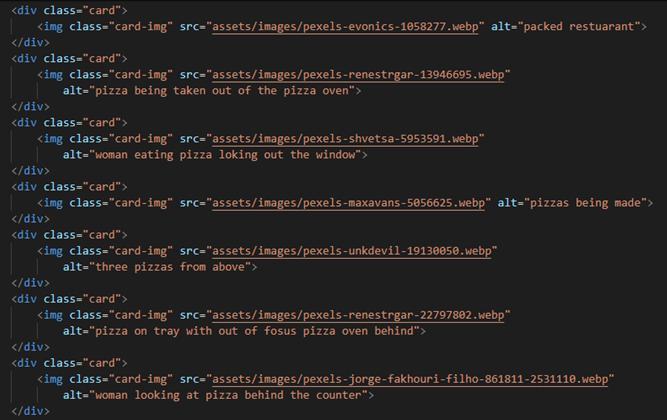 <div class="card">
<img class="card-img" src="assets/images/pexels-evonics-1058277.webp" alt="packed restuarant">
</div>
<div class="card">
<img class="card-img" src="assets/images/pexels-renestrgar-13946695.webp"
alt="pizza being taken out of the pizza oven">
</div>
<div class="card">
<img class="card-img" src="assets/images/pexels-shvetsa-5953591.webp"
alt="woman eating pizza loking out the window">
</div>
<div class="card">
<img class="card-img" src="assets/images/pexels-maxavans-5056625.webp" alt="pizzas being made">
</div>
<div class="card">
<img class="card-img" src="assets/images/pexels-unkdevil-19130050.webp"
alt="three pizzas from above">
</div>
<div class="card">
<img class="card-img" src="assets/images/pexels-renestrgar-22797802.webp"
alt="pizza on tray with out of fosus pizza oven behind">
</div>
<div class="card">
<img class="card-img" src="assets/images/pexels-jorge-fakhouri-filho-861811-2531110.webp"
alt="woman looking at pizza behind the counter">
</div>